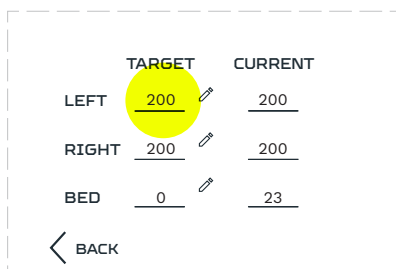 TARGET CURRENT
LEFT 200 200
RIGHT 200 200
BED 0 23
BACK